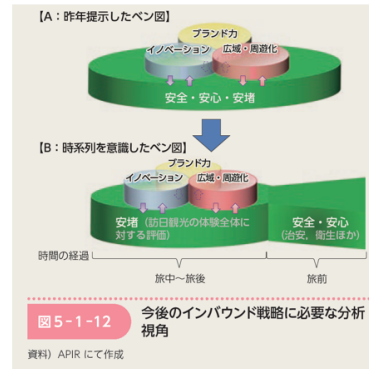 【A：昨年提示したベン図】
ブランド力
イノベーション
広域・周遊化
安全・安心・安堵
【B：時系列を意識したベン図】
ブランド力
イノベーション
広域・周遊化
安堵（訪日観光の体験全体に
対する評価）
安全・安心
（治安、衛生ほか）
時間の経過
旅中～旅後
旅前
図5-1-12
今後のインバウンド戦略に必要な分析
視角
資料）APIRにて作成